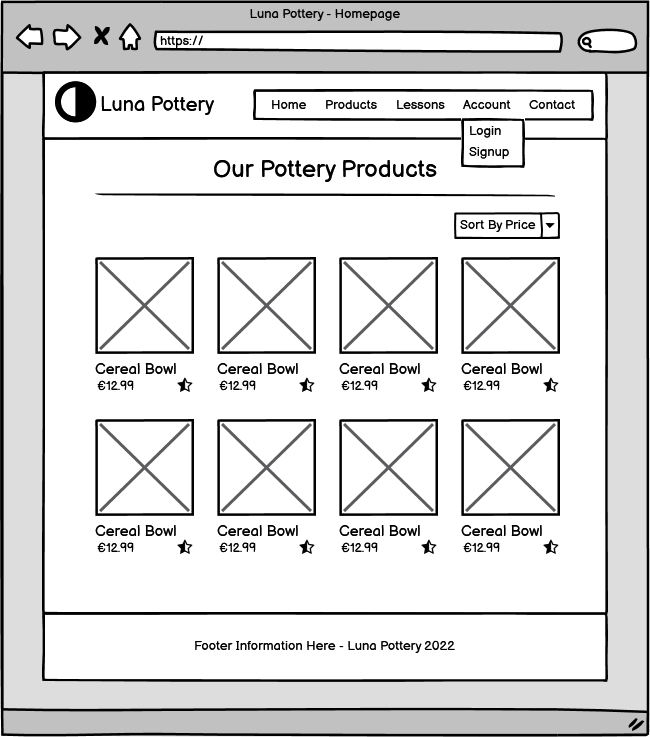 Luna Pottery - Homepage
https://
Luna Pottery
Home Products Lessons Account Contact
Login
Signup
Our Pottery Products
Sort By Price
Cereal Bowl Cereal Bowl Cereal Bowl Cereal Bowl
€12.99 €12.99 €12.99 €12.99
Cereal Bowl Cereal Bowl Cereal Bowl Cereal Bowl
€12.99 €12.99 €12.99 €12.99
Footer Information Here - Luna Pottery 2022